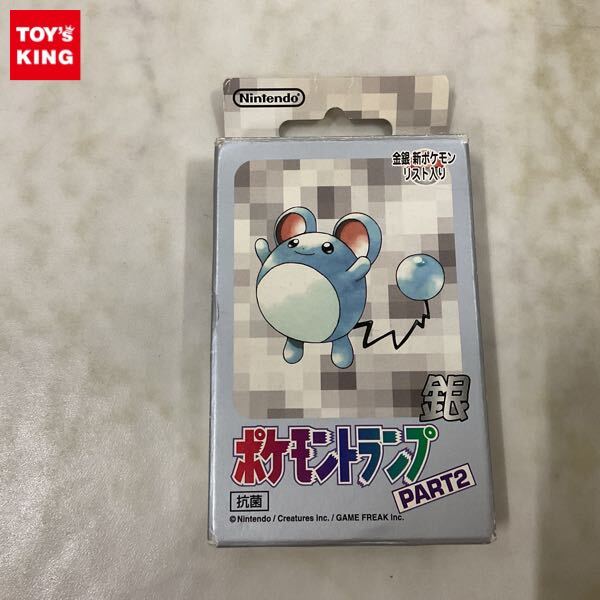 TOY's
KING
Nintendo
金銀 新ポケモン
リスト入り
銀
ポケモントランプ
PART2
抗菌
©Nintendo / Creatures Inc. / GAME FREAK Inc.